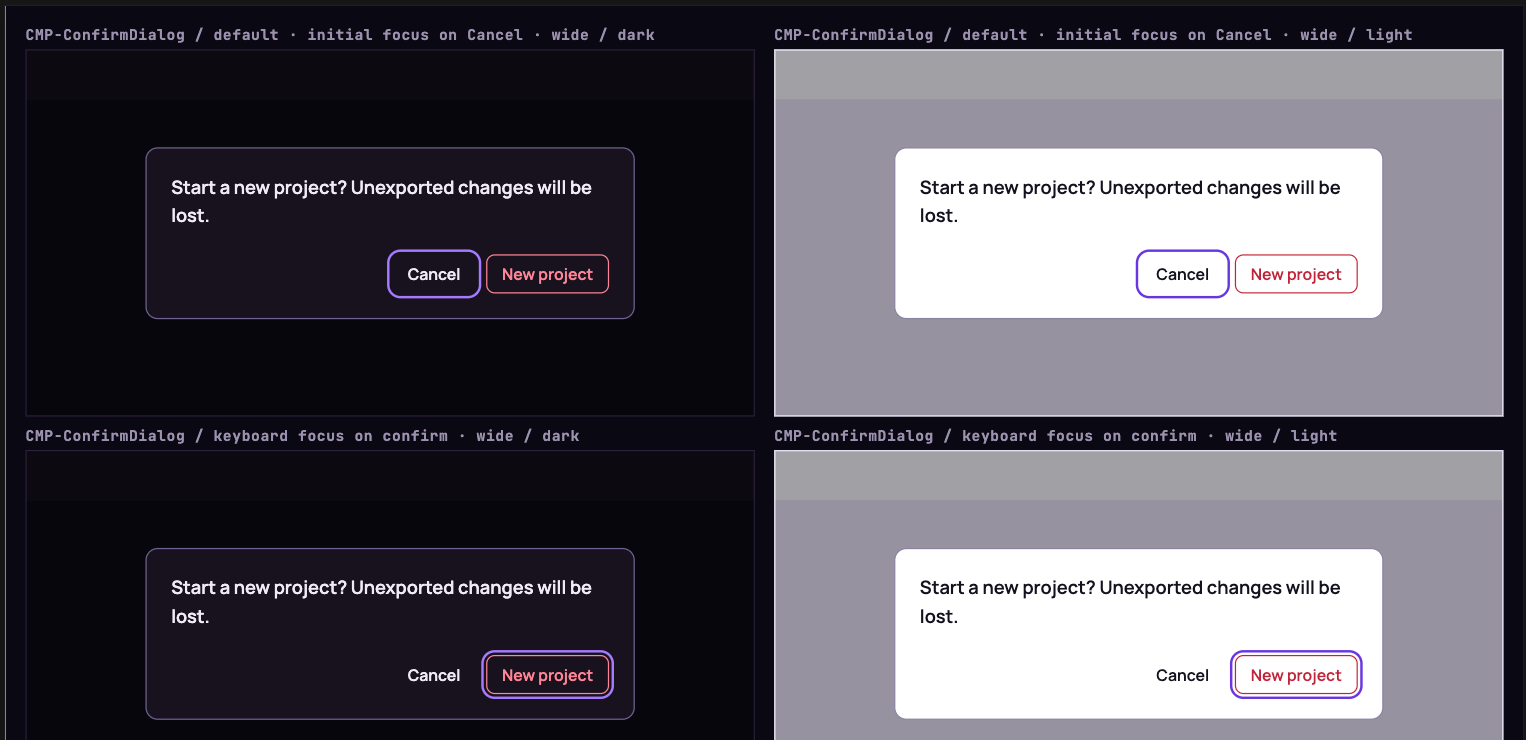 CMP-ConfirmDialog / default · initial focus on Cancel · wide / dark
Start a new project? Unexported changes will be
lost.
Cancel
New project
CMP-ConfirmDialog / default · initial focus on Cancel · wide / light
Start a new project? Unexported changes will be
lost.
Cancel
New project
CMP-ConfirmDialog / keyboard focus on confirm · wide / dark
Start a new project? Unexported changes will be
lost.
Cancel
New project
CMP-ConfirmDialog / keyboard focus on confirm · wide / light
Start a new project? Unexported changes will be
lost.
Cancel
New project